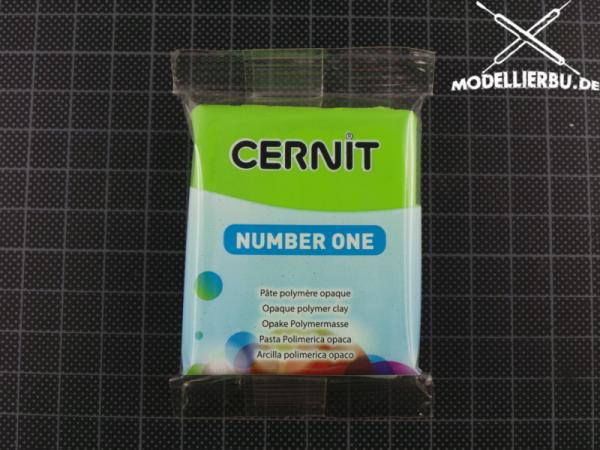 MODELLIERBU.DE
CERNIT®
NUMBER ONE
Pâte polymère opaque
Opaque polymer clay
Opake Polymermasse
Pasta Polimerica opaca
Arcilla polimerica opaco